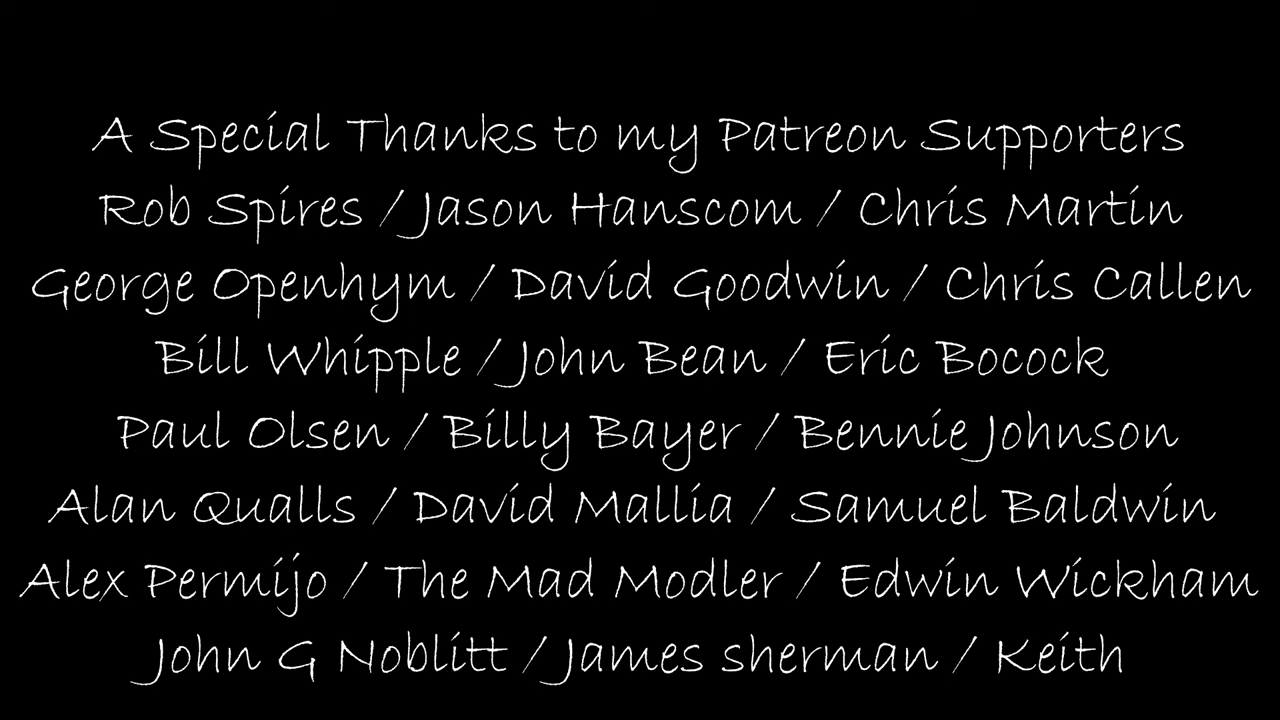 A Special Thanks to my Patreon Supporters
Rob Spires / Jason Hanscom / Chris Martin
George Openhym / David Goodwin / Chris Callen
Bill Whipple / John Bean / Eric Bocock
Paul Olsen / Billy Bayer / Bennie Johnson
Alan Qualls / David Mallia / Samuel Baldwin
Alex Permijo / The Mad Modler / Edwin Wickham
John G Noblitt / James sherman / Keith